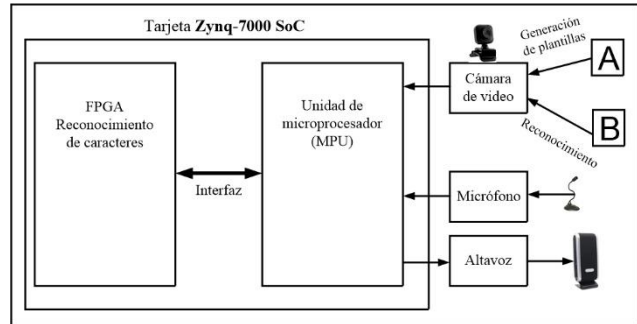 Tarjeta Zynq-7000 SoC
FPGA
Reconocimiento
de caracteres
Interfaz
Unidad de
microprocesador
(MPU)
Cámara
de video
Generación
de plantillas
A
B
Reconocimiento
Micrófono
Altavoz